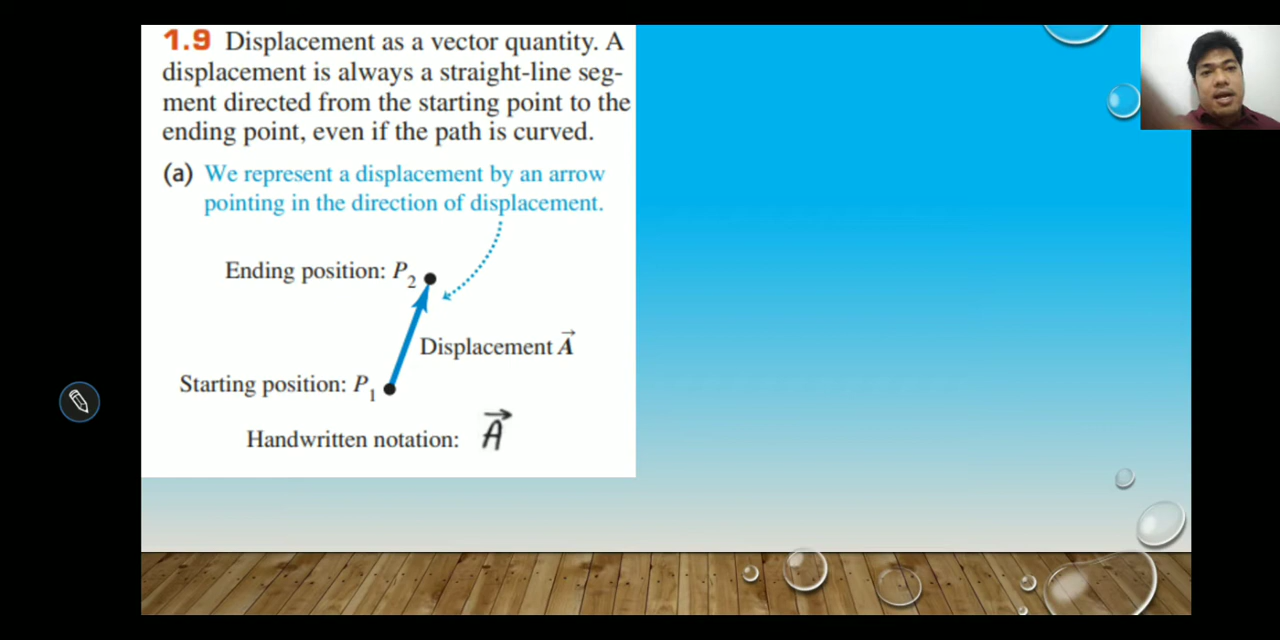 1.9 Displacement as a vector quantity. A
displacement is always a straight-line seg-
ment directed from the starting point to the
ending point, even if the path is curved.
(a) We represent a displacement by an arrow
pointing in the direction of displacement.
Ending position: P₂
Displacement A⃗
Starting position: P₁
Handwritten notation: A⃗